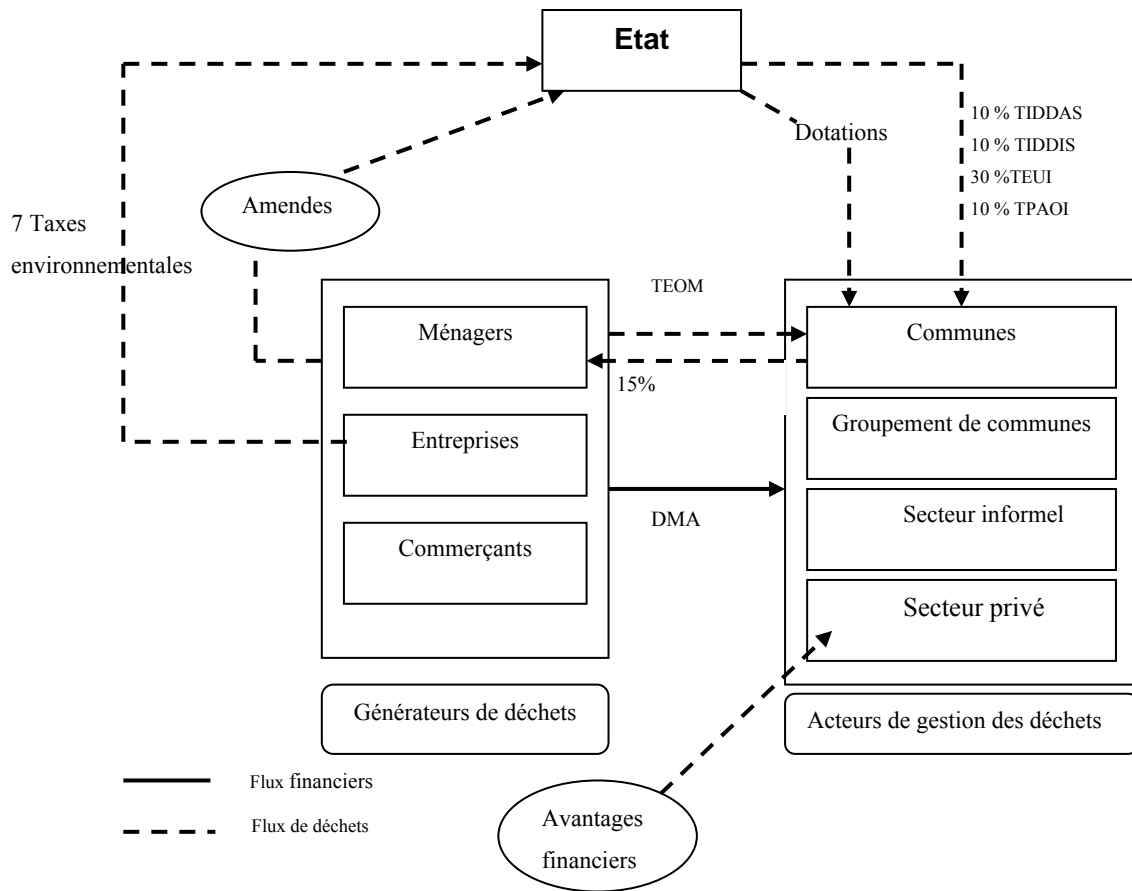 Etat
10 % TIDDAS
10 % TIDDIS
30 %TEUI
10 % TPAOI
Dotations
Amendes
7 Taxes
environnementales
TEOM
15%
DMA
Ménagers
Entreprises
Commerçants
Communes
Groupement de communes
Secteur informel
Secteur privé
Générateurs de déchets
Acteurs de gestion des déchets
Flux financiers
Flux de déchets
Avantages
financiers